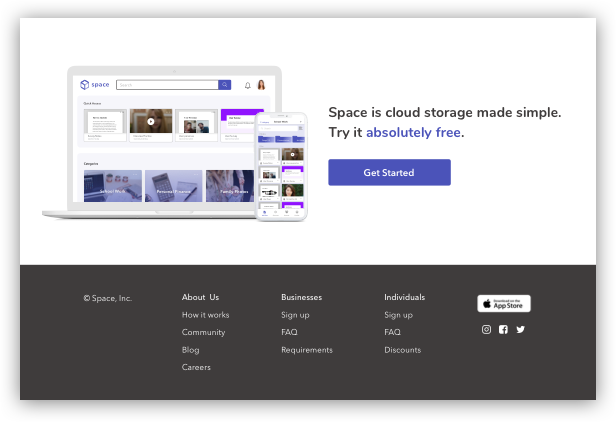 space
Search
Quick Access
Categories
School Work
Personal Finances
Family Photos
Space is cloud storage made simple.
Try it absolutely free.
Get Started
© Space, Inc.
About Us
How it works
Community
Blog
Careers
Businesses
Sign up
FAQ
Requirements
Individuals
Sign up
FAQ
Discounts
Download on the
App Store